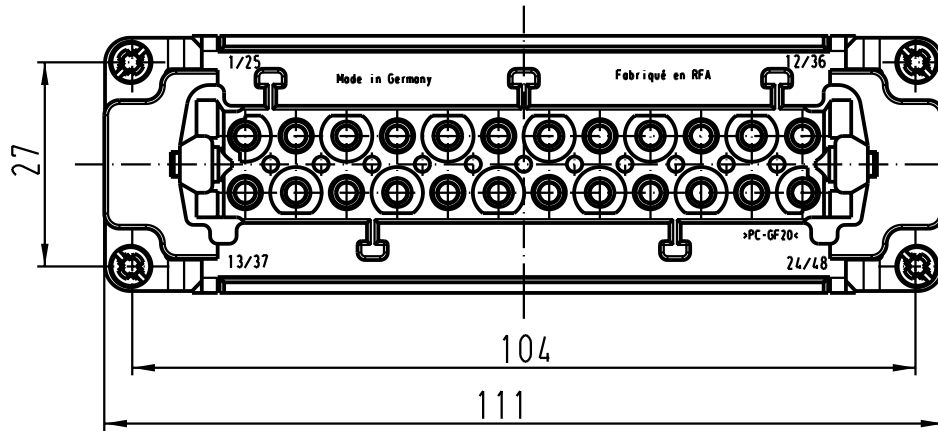 1/25
12/36
Made in Germany
Fabriqué en RFA
27
>PC-GF20<
13/37
24/48
104
111